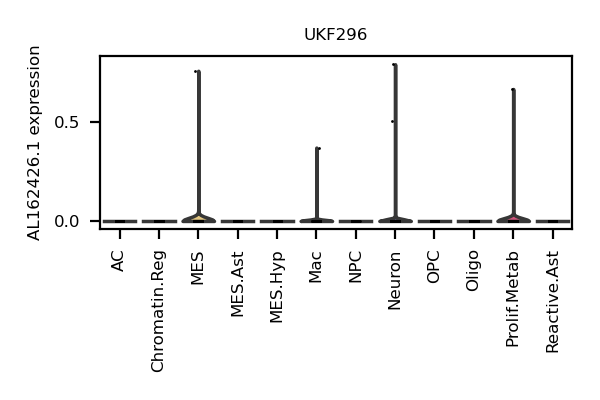 UKF296
AL162426.1 expression
0.5
0.0
AC
Chromatin.Reg
MES
MES.Ast
MES.Hyp
Mac
NPC
Neuron
OPC
Oligo
Prolif.Metab
Reactive.Ast